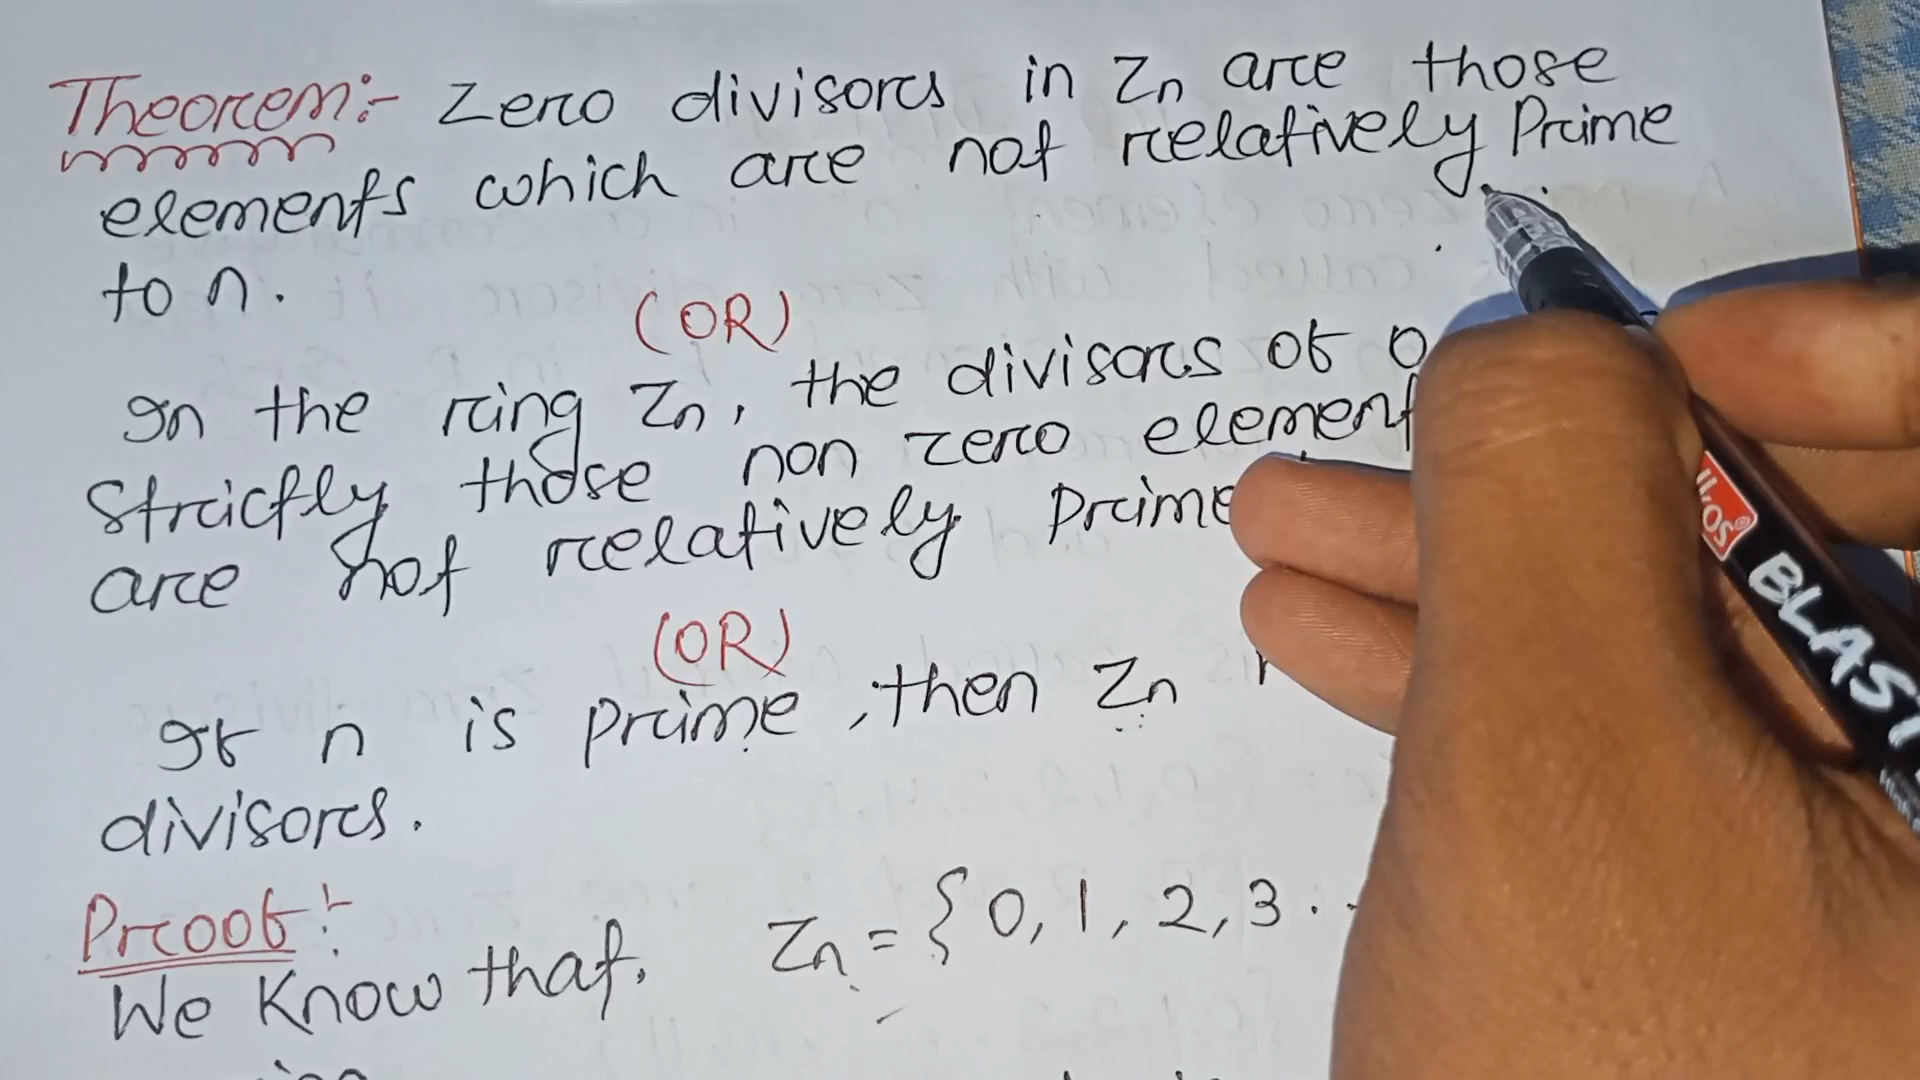 Theorem:- Zero divisors in Zn are those
elements which are not relatively Prime
to n.
(OR)
In the ring Zn, the divisors of 0
strictly those non zero element
are not relatively Prime
(OR)
If n is prime, then Zn
divisors.
Proof:-
We Know that, Zn = {0, 1, 2, 3 . .
BLAST